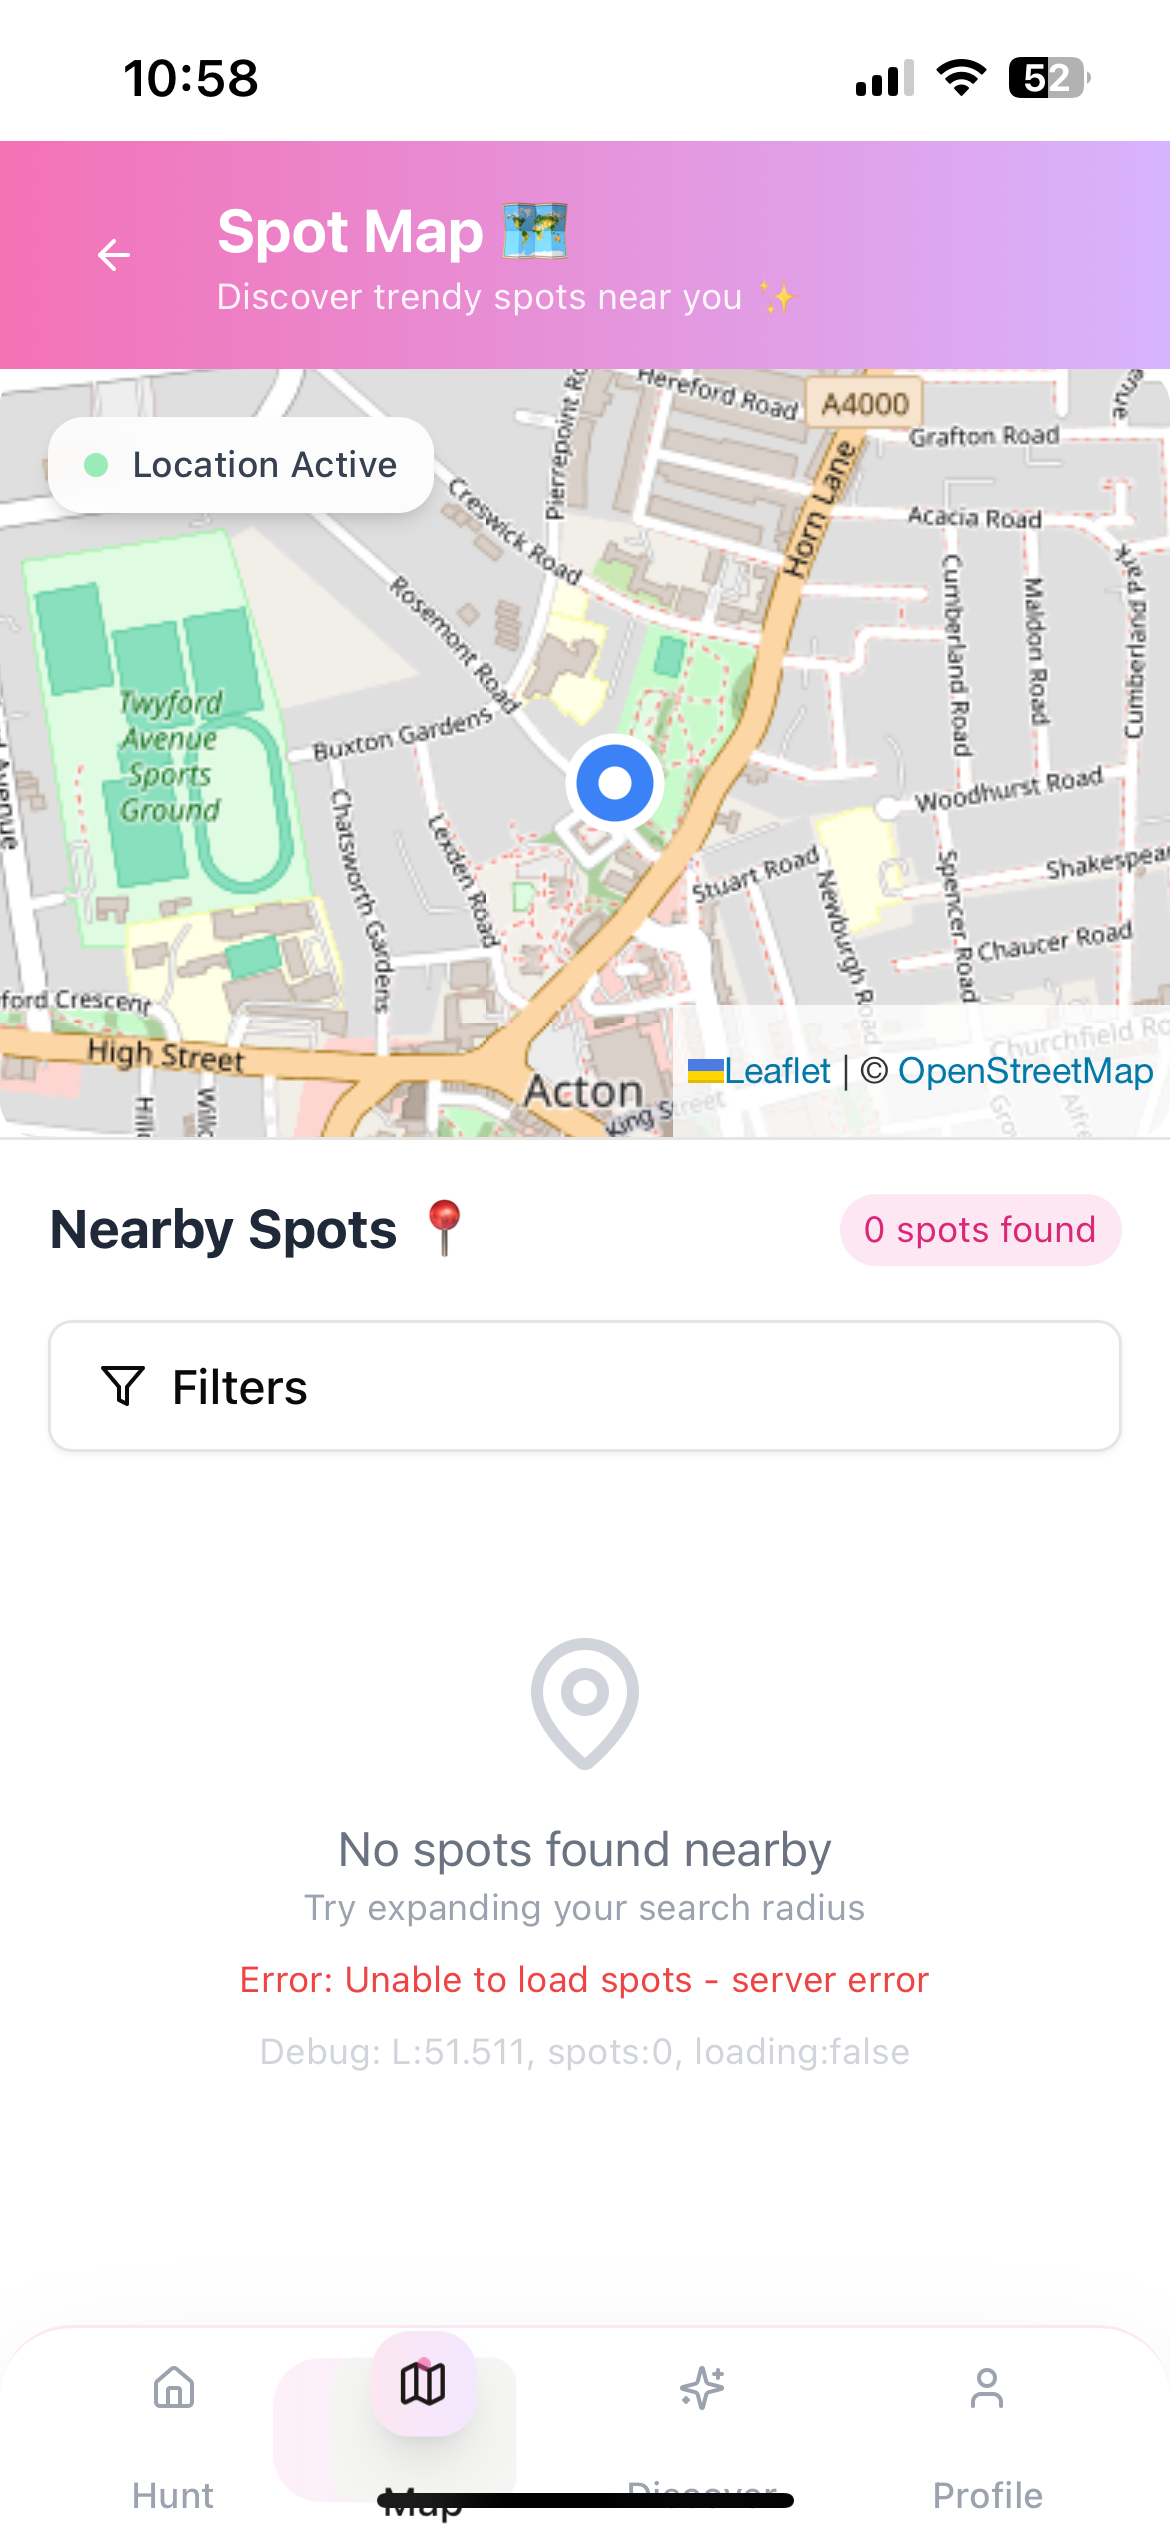 10:58
52
Spot Map
Discover trendy spots near you
Location Active
Hereford Road
A4000
Grafton Road
Pierrepoint
Creswick Road
Horn Lane
Acacia Road
Rosemont Road
Cumberland Road
Maldon Road
Cumberland Park
Twyford
Avenue
Sports
Ground
Buxton Gardens
Woodhurst Road
Chatsworth Gardens
Lexden Road
Stuart Road
Newburgh Road
Spencer Road
Shakespear
Chaucer Road
ford Crescent
High Street
Churchfield
Acton
King Street
Leaflet | © OpenStreetMap
Nearby Spots
0 spots found
Filters
No spots found nearby
Try expanding your search radius
Error: Unable to load spots - server error
Debug: L:51.511, spots:0, loading:false
Hunt
Map
Discover
Profile